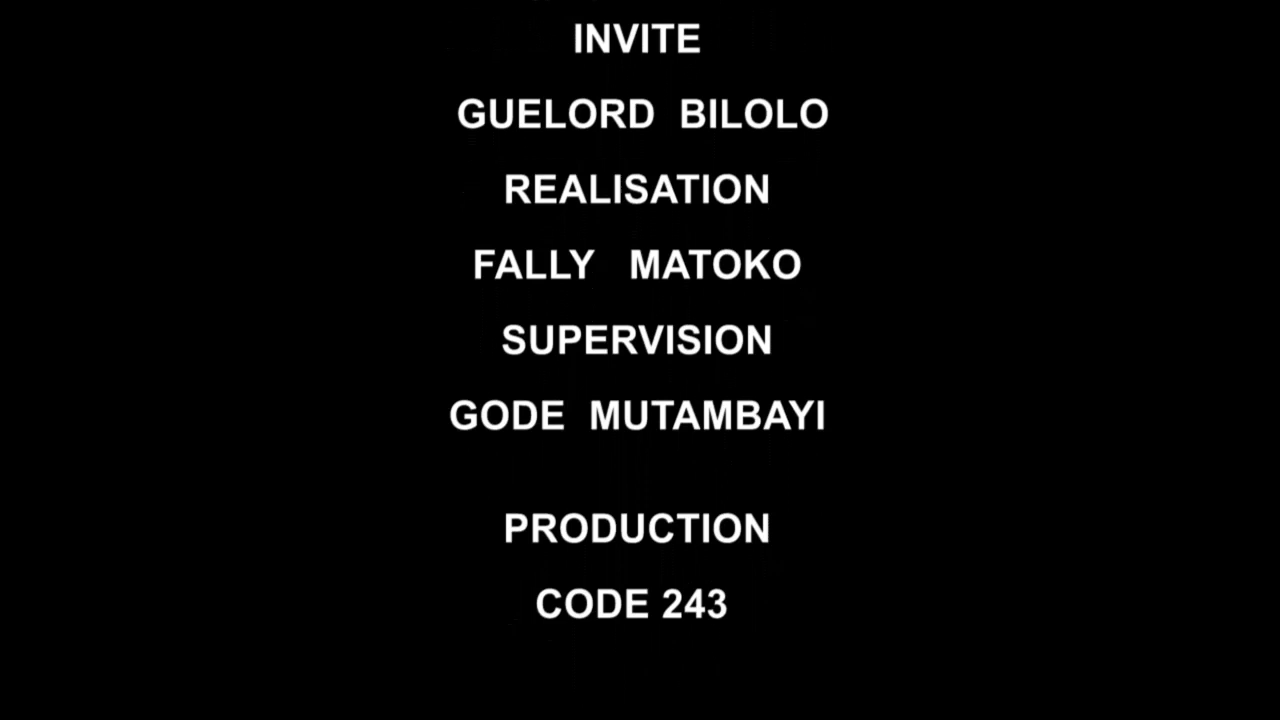 INVITE
GUELORD BILOLO
REALISATION
FALLY MATOKO
SUPERVISION
GODE MUTAMBAYI
PRODUCTION
CODE 243